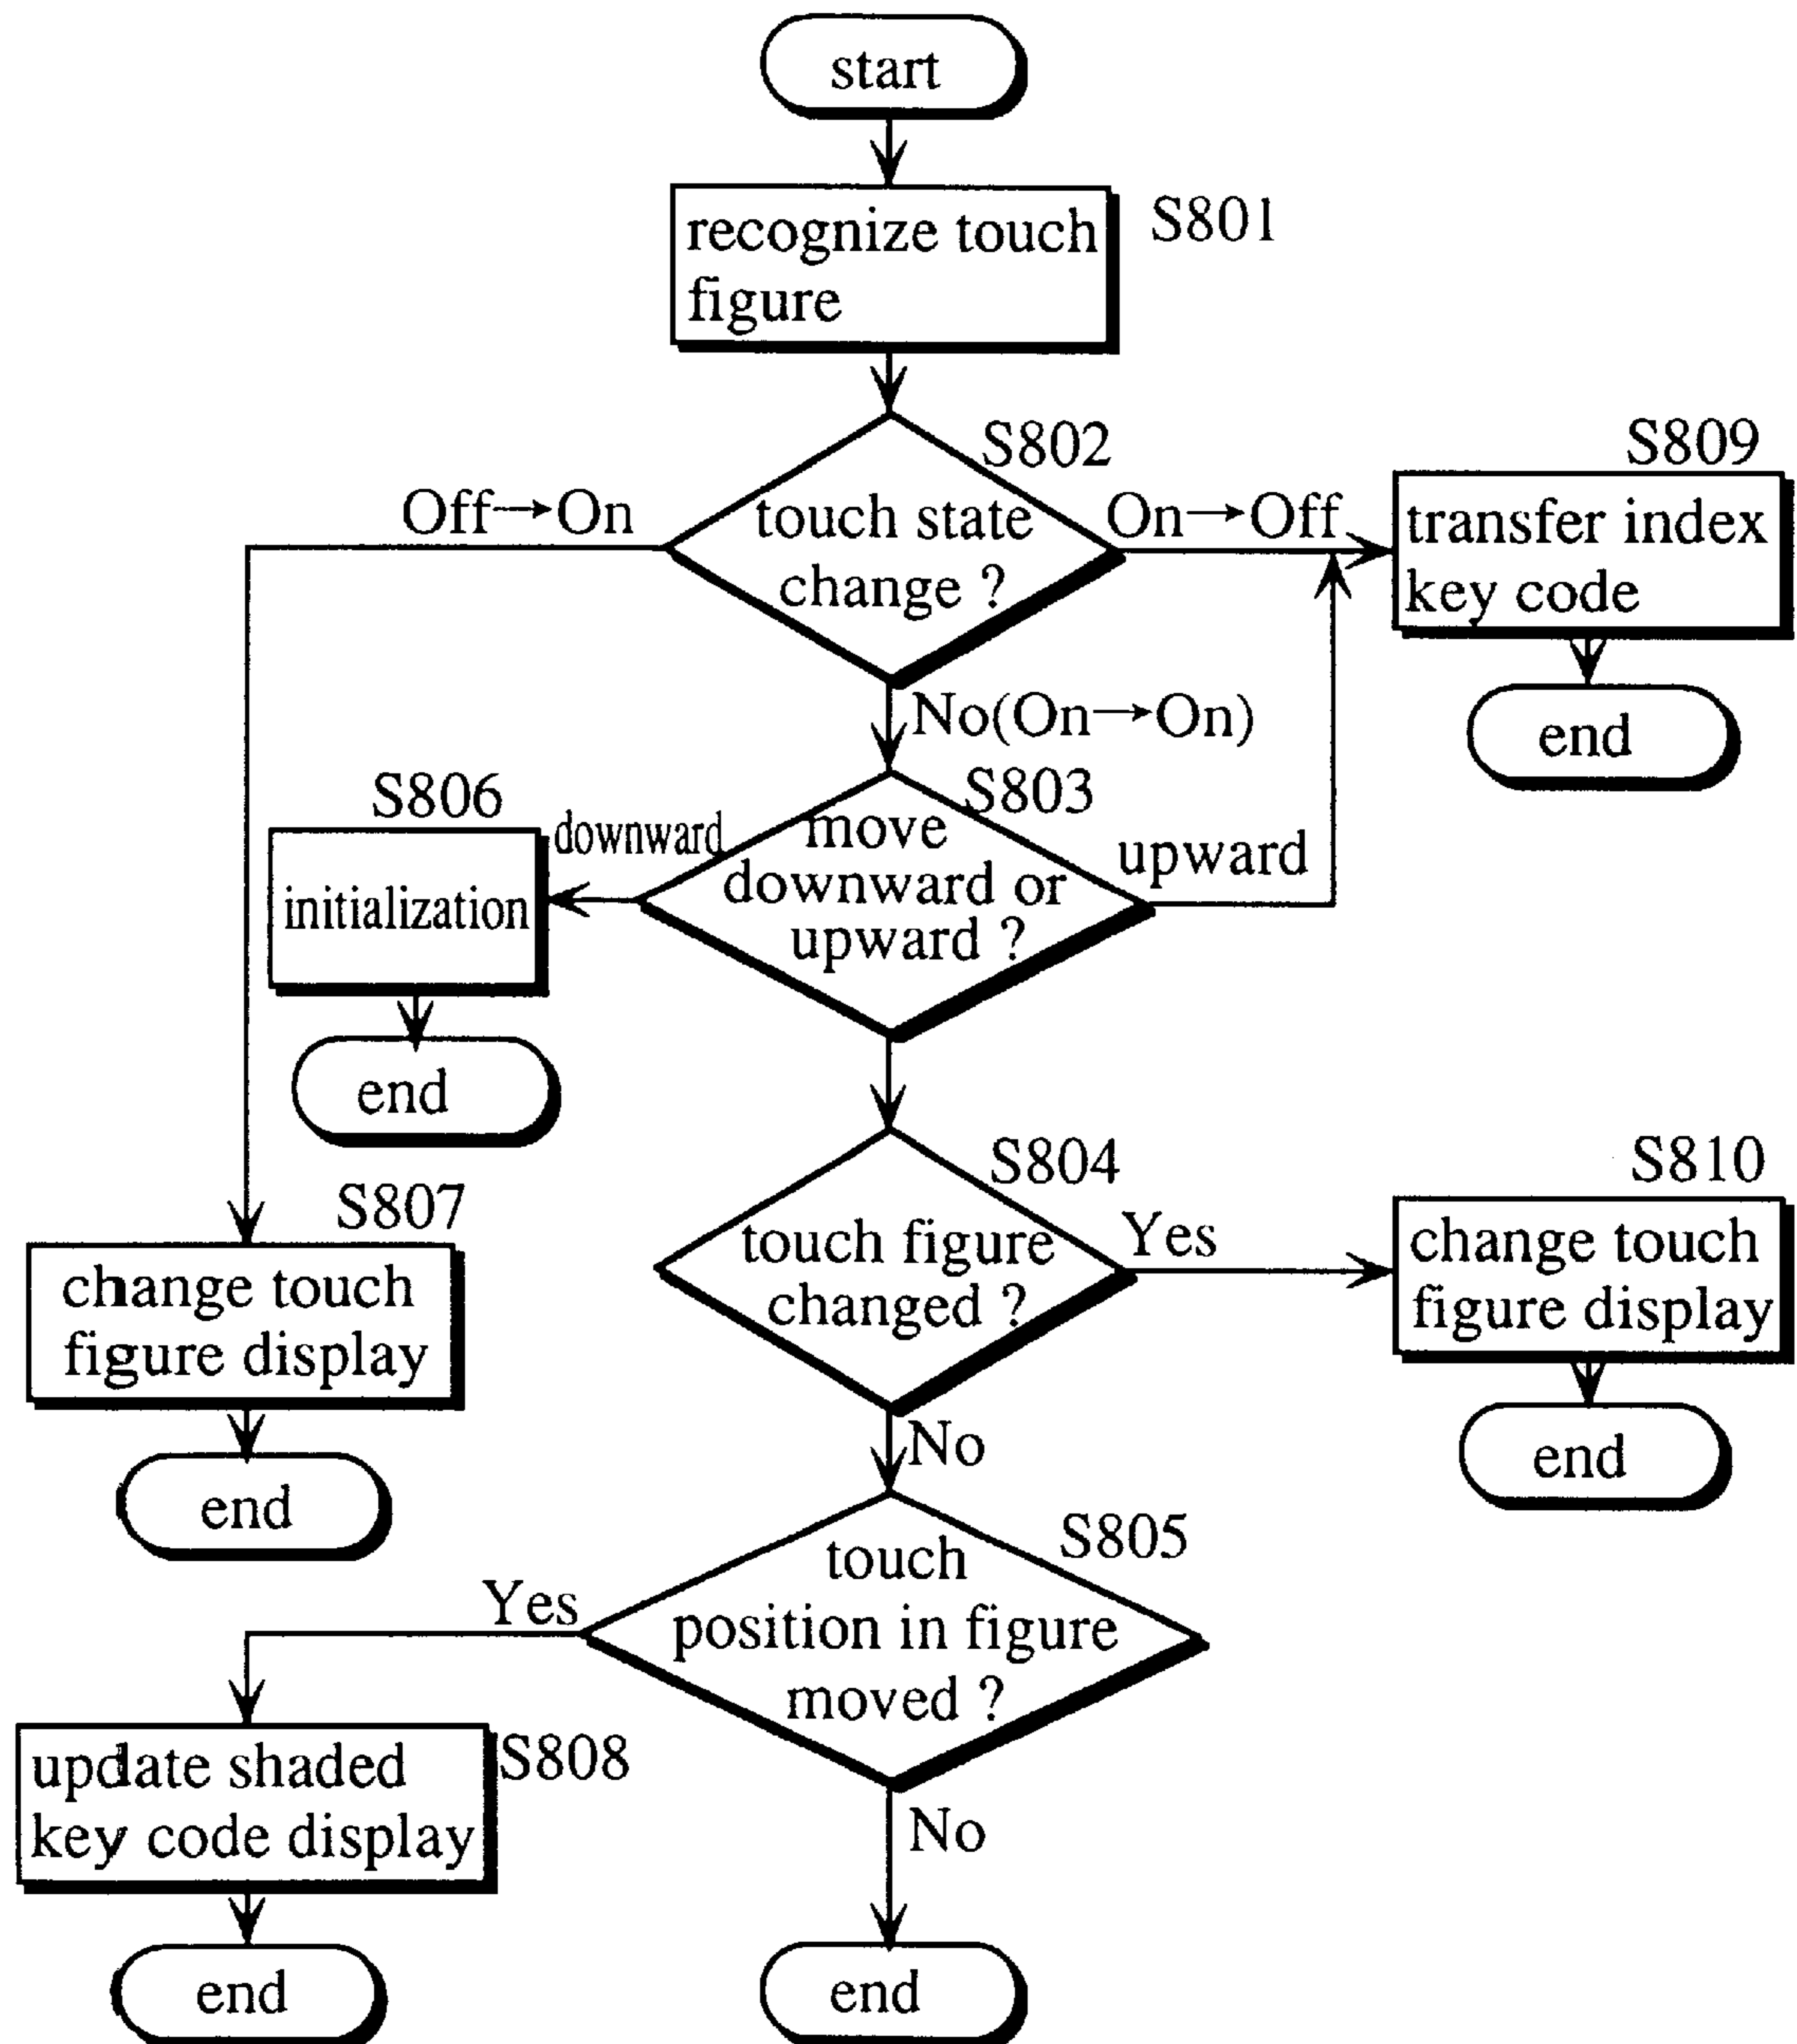 start
recognize touch
figure
S801
S802
touch state
change ?
Off→On
On→Off
S809
transfer index
key code
end
No(On→On)
S803
move
downward or
upward ?
downward
upward
S806
initialization
end
S804
touch figure
changed ?
Yes
S810
change touch
figure display
end
S807
change touch
figure display
end
No
S805
touch
position in figure
moved ?
Yes
S808
update shaded
key code display
end
No
end